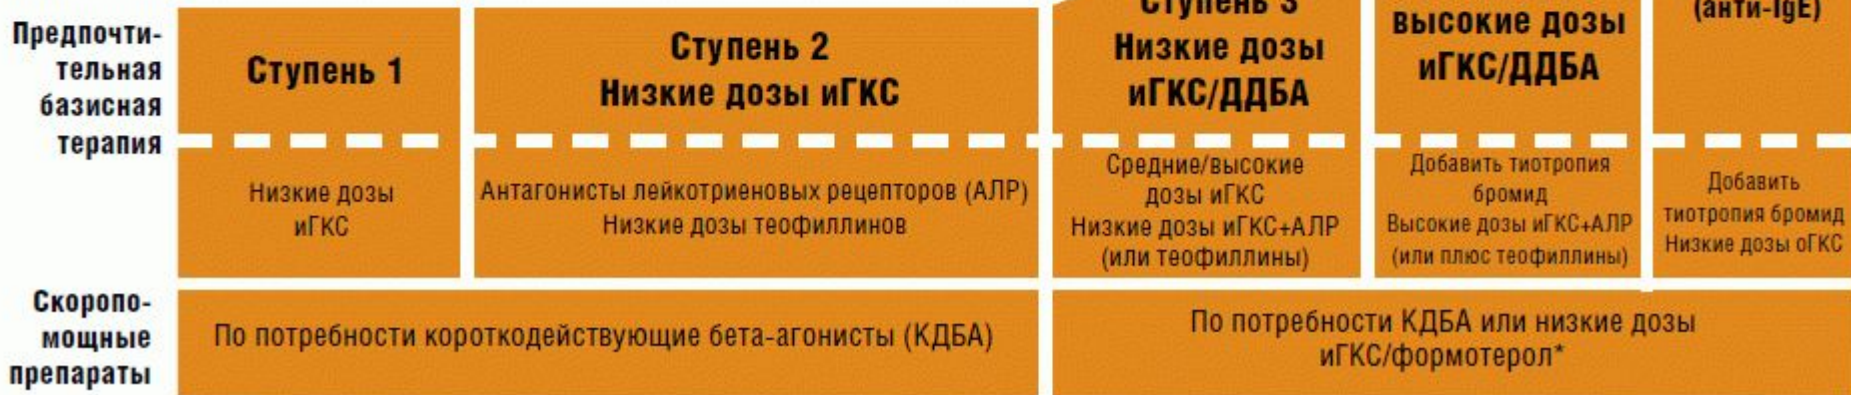 Предпочти-
тельная
базисная
терапия
Ступень 1
Низкие дозы
иГКС
Ступень 2
Низкие дозы иГКС
Антагонисты лейкотриеновых рецепторов (АЛР)
Низкие дозы теофиллинов
Ступень 3
Низкие дозы
иГКС/ДДБА
Средние/высокие
дозы иГКС
Низкие дозы иГКС+АЛР
(или теофиллины)
высокие дозы
иГКС/ДДБА
Добавить тиотропия
бромид
Высокие дозы иГКС+АЛР
(или плюс теофиллины)
(анти-IgE)
Добавить
тиотропия бромид
Низкие дозы оГКС
Скоропо-
мощные
препараты
По потребности короткодействующие бета-агонисты (КДБА)
По потребности КДБА или низкие дозы
иГКС/формотерол*